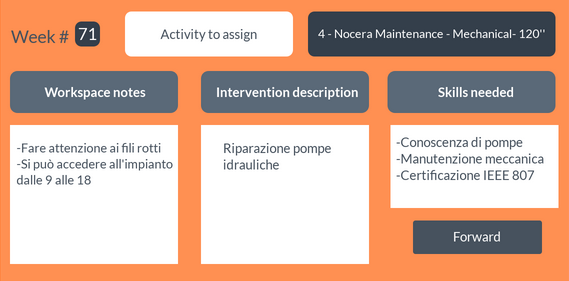 Week # 71
Activity to assign
4 - Nocera Maintenance - Mechanical- 120''
Workspace notes
Intervention description
Skills needed
-Fare attenzione ai fili rotti
-Si può accedere all'impianto
dalle 9 alle 18
Riparazione pompe
idrauliche
-Conoscenza di pompe
-Manutenzione meccanica
-Certificazione IEEE 807
Forward